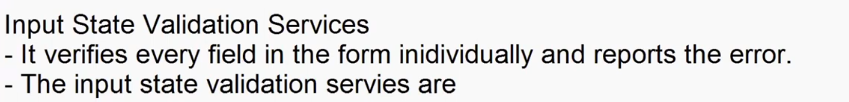 Input State Validation Services
- It verifies every field in the form inidividually and reports the error.
- The input state validation servies are